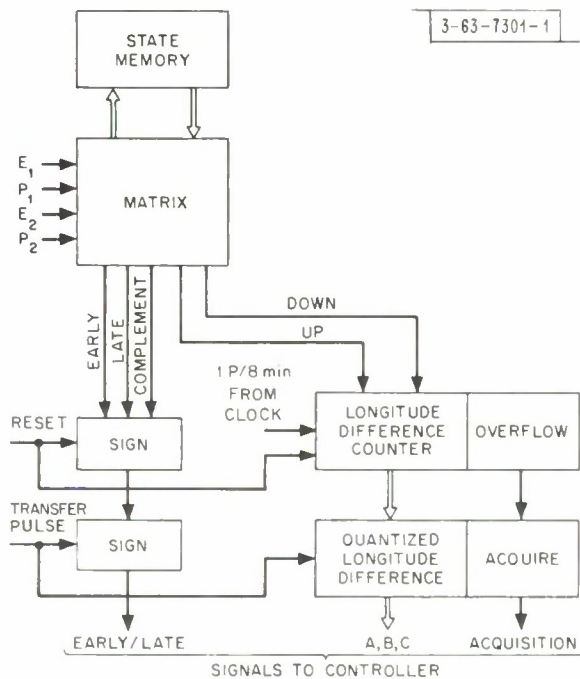 3-63-7301-1
STATE
MEMORY
E1
P1
E2
P2
MATRIX
EARLY
LATE
COMPLEMENT
DOWN
UP
1 P/8 min
FROM
CLOCK
RESET
SIGN
LONGITUDE
DIFFERENCE
COUNTER
OVERFLOW
TRANSFER
PULSE
SIGN
QUANTIZED
LONGITUDE
DIFFERENCE
ACQUIRE
EARLY/LATE
A,B,C
ACQUISITION
SIGNALS TO CONTROLLER